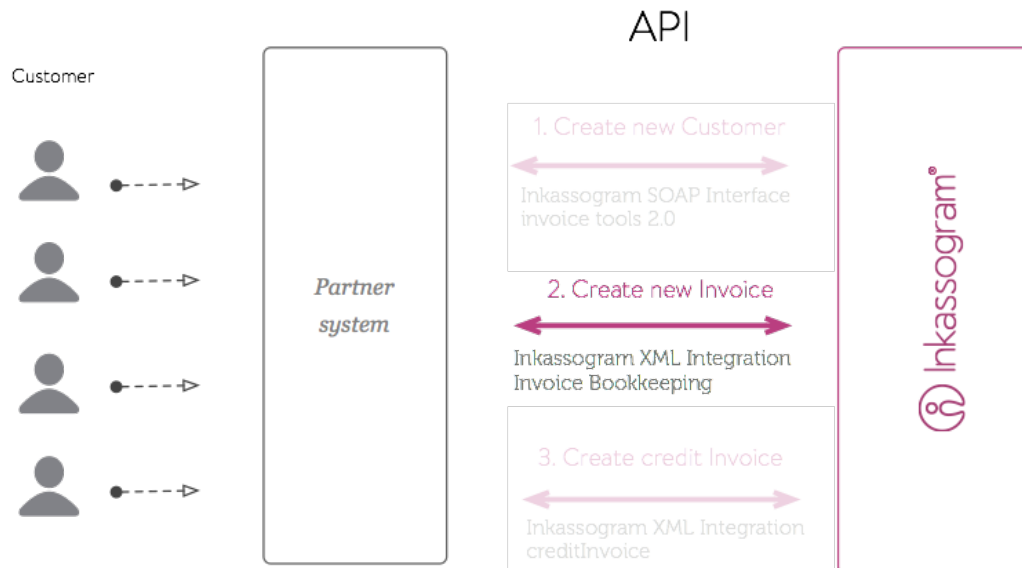 API
Customer
Partner
system
1. Create new Customer
Inkassogram SOAP Interface
invoice tools 2.0
2. Create new Invoice
Inkassogram XML Integration
Invoice Bookkeeping
3. Create credit Invoice
Inkassogram XML Integration
creditInvoice
Inkassogram®